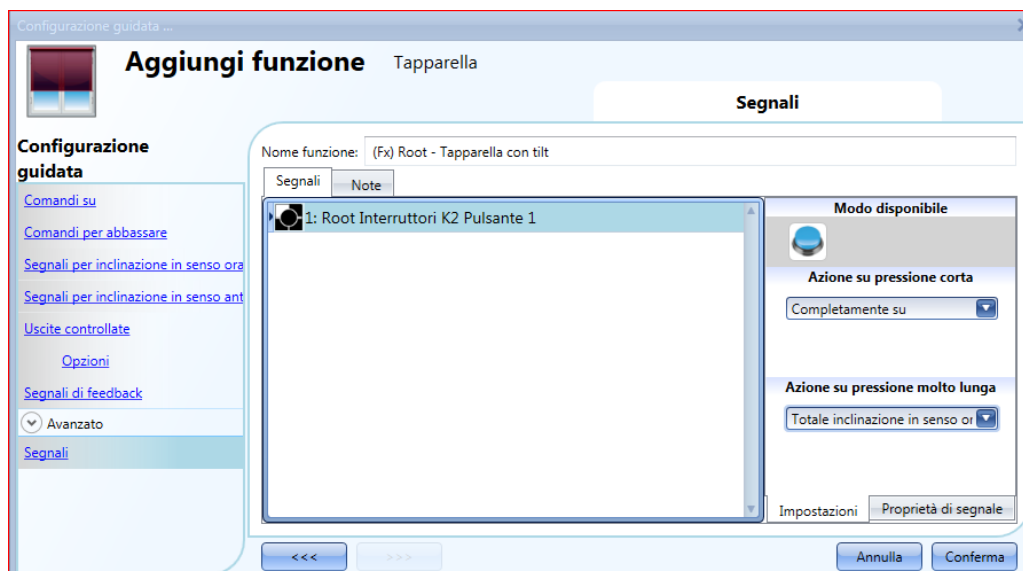 Configurazione guidata ...
Aggiungi funzione Tapparella
Segnali
Configurazione
guidata
Comandi su
Comandi per abbassare
Segnali per inclinazione in senso ora
Segnali per inclinazione in senso ant
Uscite controllate
Opzioni
Segnali di feedback
Avanzato
Segnali
Nome funzione: (Fx) Root - Tapparella con tilt
Segnali Note
1: Root Interruttori K2 Pulsante 1
Modo disponibile
Azione su pressione corta
Completamente su
Azione su pressione molto lunga
Totale inclinazione in senso or
Impostazioni Proprietà di segnale
<<< >>> Annulla Conferma